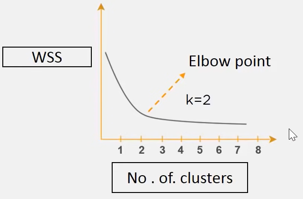 WSS
Elbow point
k=2
1 2 3 4 5 6 7 8
No . of. clusters